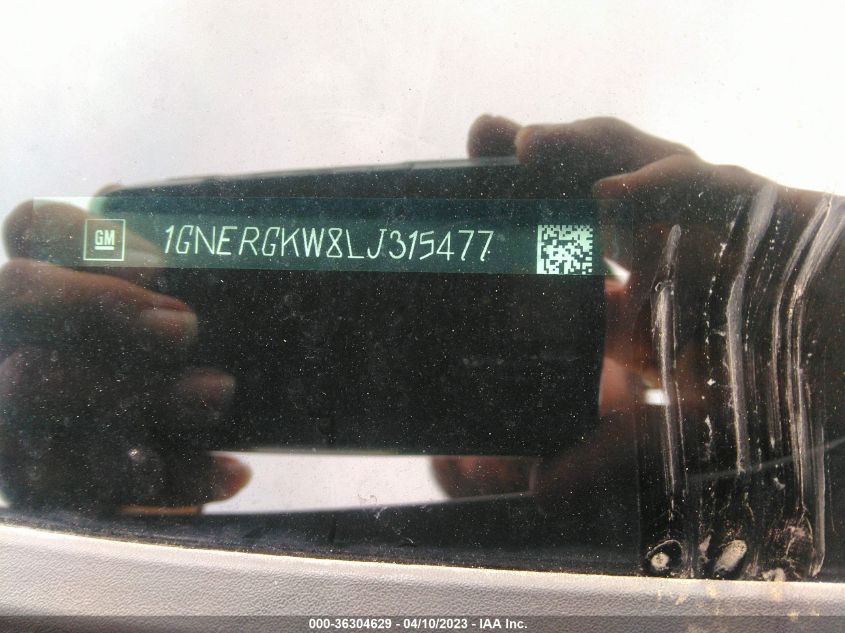 GM 1GNERGKW8LJ315477
000-36304629 - 04/10/2023 - IAA Inc.